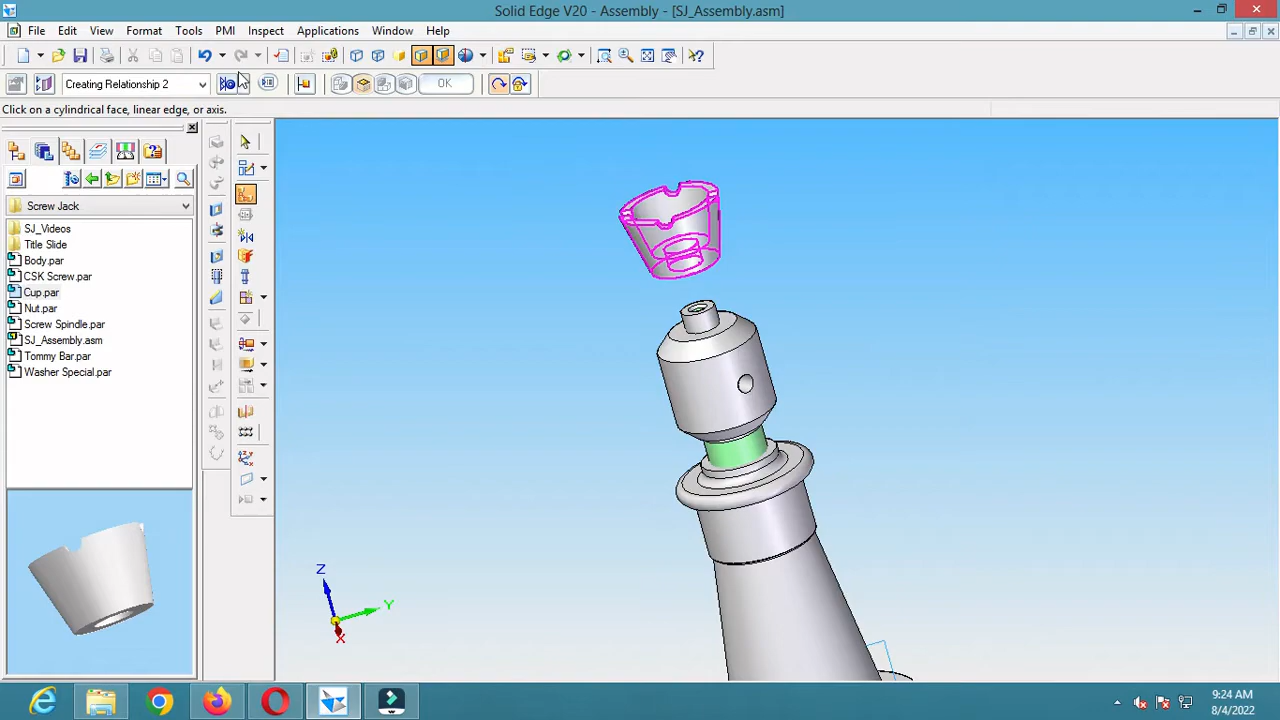 Solid Edge V20 - Assembly - [SJ_Assembly.asm]
File Edit View Format Tools PMI Inspect Applications Window Help
Creating Relationship 2
OK
Click on a cylindrical face, linear edge, or axis.
Screw Jack
SJ_Videos
Title Slide
Body.par
CSK Screw.par
Cup.par
Nut.par
Screw Spindle.par
SJ_Assembly.asm
Tommy Bar.par
Washer Special.par
Z
Y
X
9:24 AM
8/4/2022